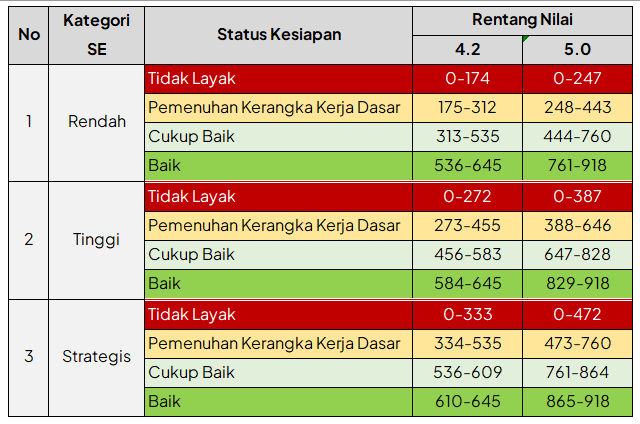 No Kategori SE Status Kesiapan Rentang Nilai
4.2 5.0
1 Rendah Tidak Layak 0-174 0-247
Pemenuhan Kerangka Kerja Dasar 175-312 248-443
Cukup Baik 313-535 444-760
Baik 536-645 761-918
2 Tinggi Tidak Layak 0-272 0-387
Pemenuhan Kerangka Kerja Dasar 273-455 388-646
Cukup Baik 456-583 647-828
Baik 584-645 829-918
3 Strategis Tidak Layak 0-333 0-472
Pemenuhan Kerangka Kerja Dasar 334-535 473-760
Cukup Baik 536-609 761-864
Baik 610-645 865-918